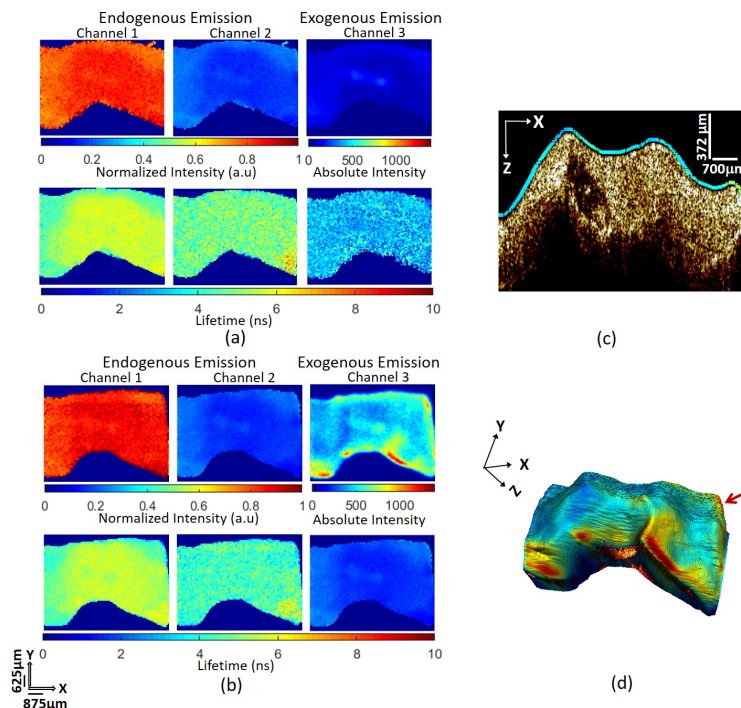 Endogenous Emission Exogenous Emission
Channel 1 Channel 2 Channel 3
0 0.2 0.4 0.6 0.8 1 0 500 1000
Normalized Intensity (a.u) Absolute Intensity
0 2 4 6 8 10
Lifetime (ns)
(a)
Endogenous Emission Exogenous Emission
Channel 1 Channel 2 Channel 3
0 0.2 0.4 0.6 0.8 1 0 500 1000
Normalized Intensity (a.u) Absolute Intensity
0 2 4 6 8 10
Lifetime (ns)
(b)
Y
625μm
X
875μm
X
Z
372 μm
700μm
(c)
Y
X
Z
(d)